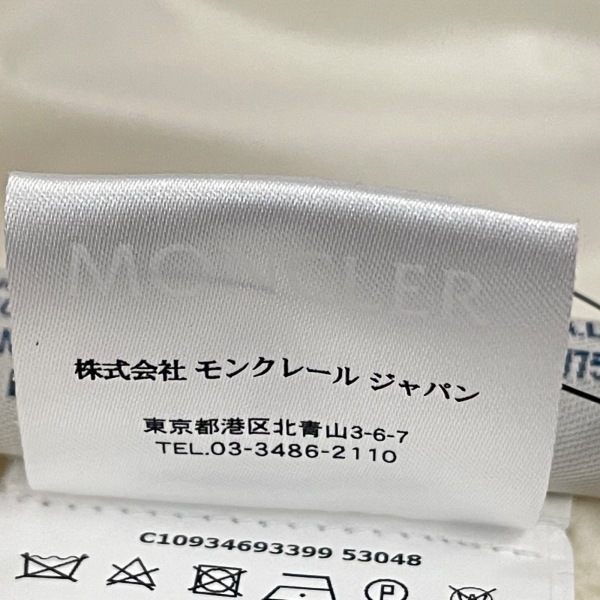 MONCLER
株式会社 モンクレール ジャパン
東京都港区北青山3-6-7
TEL.03-3486-2110
C10934693399 53048
P